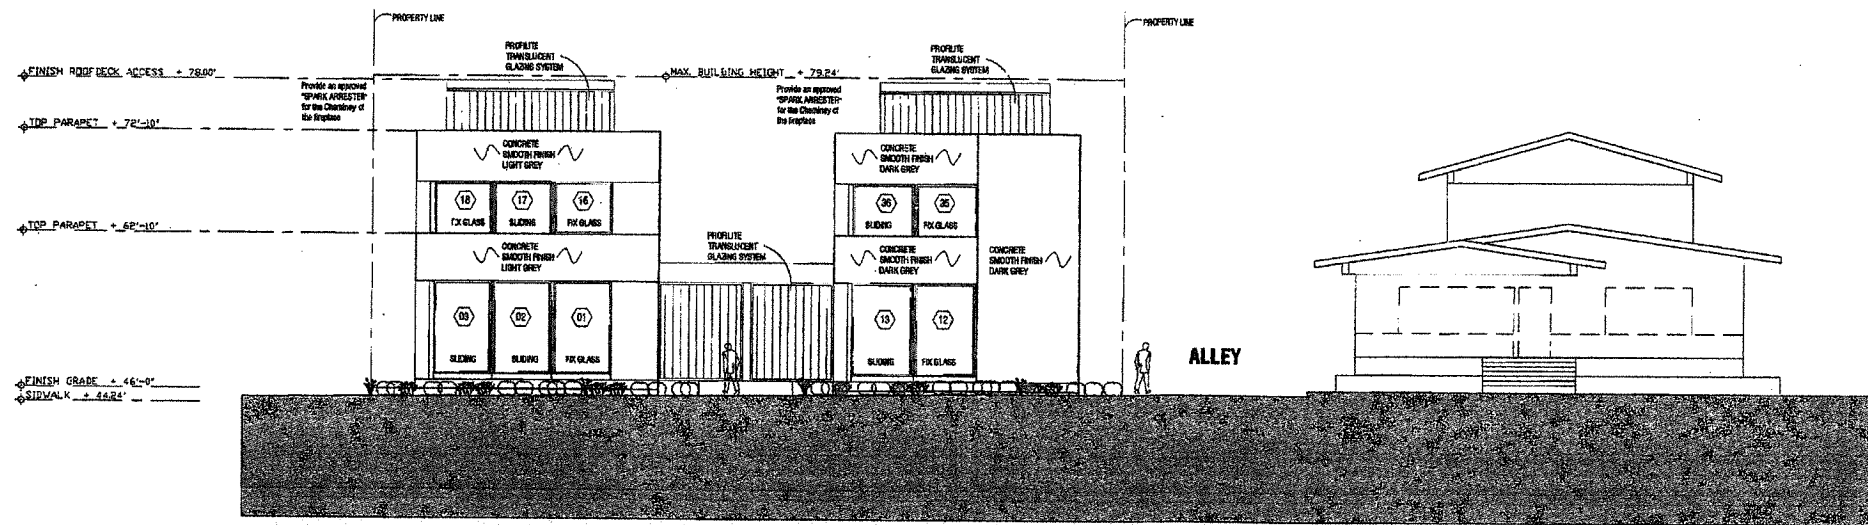 PROPERTY LINE
PROPERTY LINE
PROFILITE
TRANSLUCENT
GLAZING SYSTEM
PROFILITE
TRANSLUCENT
GLAZING SYSTEM
FINISH ROOFDECK ACCESS + 78.00'
MAX. BUILDING HEIGHT + 79.24'
Provide an approved
"SPARK ARRESTER"
for the Chimney of
the fireplace
Provide an approved
"SPARK ARRESTER"
for the Chimney of
the fireplace
TOP PARAPET + 72'-10"
CONCRETE
SMOOTH FINISH
LIGHT GREY
CONCRETE
SMOOTH FINISH
DARK GREY
18
17
16
36
35
FIX GLASS
SLIDING
FIX GLASS
SLIDING
FIX GLASS
TOP PARAPET + 62'-10"
PROFILITE
TRANSLUCENT
GLAZING SYSTEM
CONCRETE
SMOOTH FINISH
LIGHT GREY
CONCRETE
SMOOTH FINISH
DARK GREY
CONCRETE
SMOOTH FINISH
DARK GREY
03
02
01
13
12
SLIDING
SLIDING
FIX GLASS
SLIDING
FIX GLASS
ALLEY
FINISH GRADE + 46'-0"
SIDWALK + 44.24'